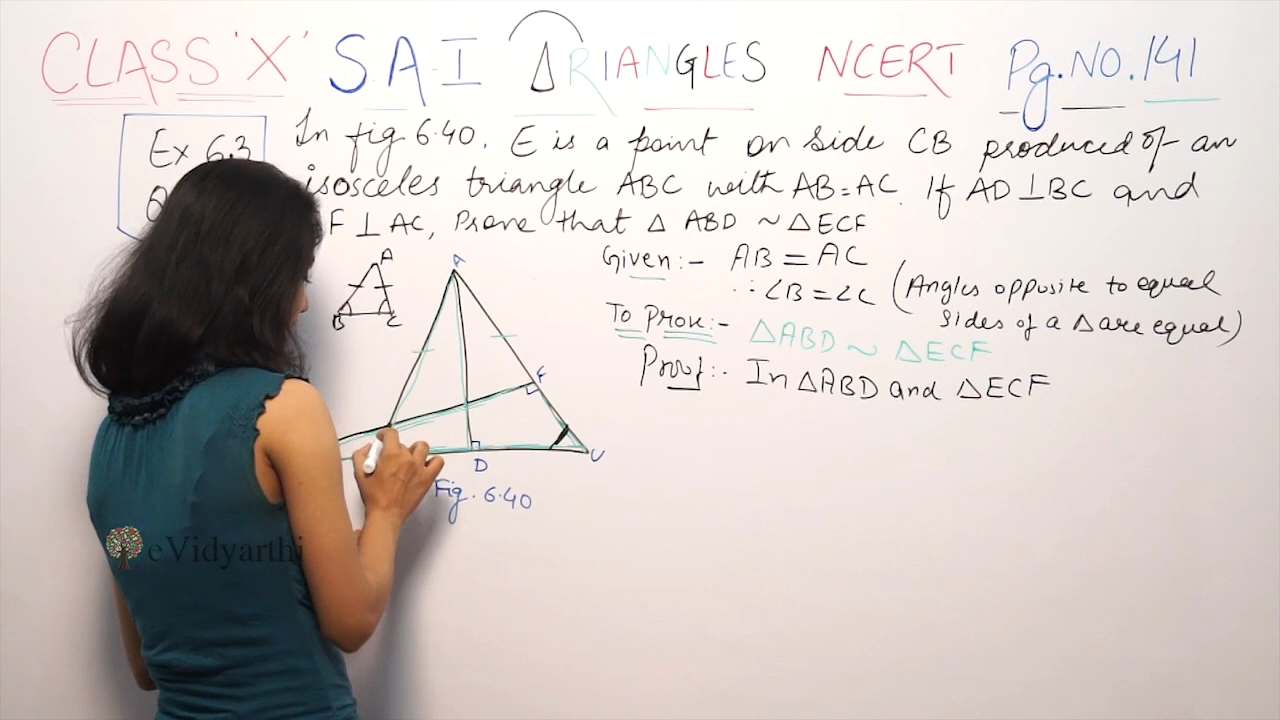 CLASS 'X' S.A-I ΔRIANGLES NCERT Pg.NO.141
Ex 6.3
In fig 6.40, E is a point on side CB produced of an
isosceles triangle ABC with AB=AC. If AD⊥BC and
F⊥AC, Prove that Δ ABD ~ ΔECF
Given:- AB = AC
∴ ∠B = ∠C (Angles opposite to equal
sides of a Δ are equal)
To Prove:- ΔABD ~ ΔECF
Proof:- In ΔABD and ΔECF
A
B
C
A
F
D
C
Fig. 6.40
eVidyarthi